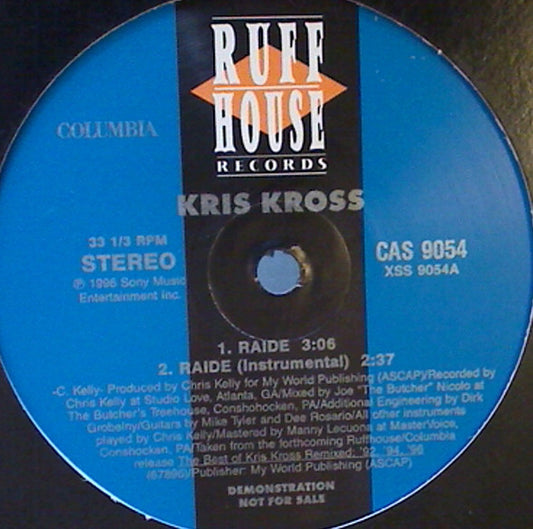 RUFF
HOUSE
RECORDS
COLUMBIA
KRIS KROSS
33 1/3 RPM
STEREO
℗ 1996 Sony Music
Entertainment Inc.
CAS 9054
XSS 9054A
1. RAIDE 3:06
2. RAIDE (Instrumental) 2:37
-C. Kelly- Produced by Chris Kelly for My World Publishing (ASCAP)/Recorded by
Chris Kelly at Studio Love, Atlanta, GA/Mixed by Joe "The Butcher" Nicolo at
The Butcher's Treehouse, Conshohocken, PA/Additional Engineering by Dirk
Grobelny/Guitars by Mike Tyler and Dee Rosario/All other instruments
played by Chris Kelly/Mastered by Manny Lecuona at MasterVoice,
Conshocken, PA/Taken from the forthcoming Ruffhouse/Columbia
release The Best of Kris Kross Remixed: '92, '94, '96
(67896)/Publisher: My World Publishing (ASCAP)
DEMONSTRATION
NOT FOR SALE